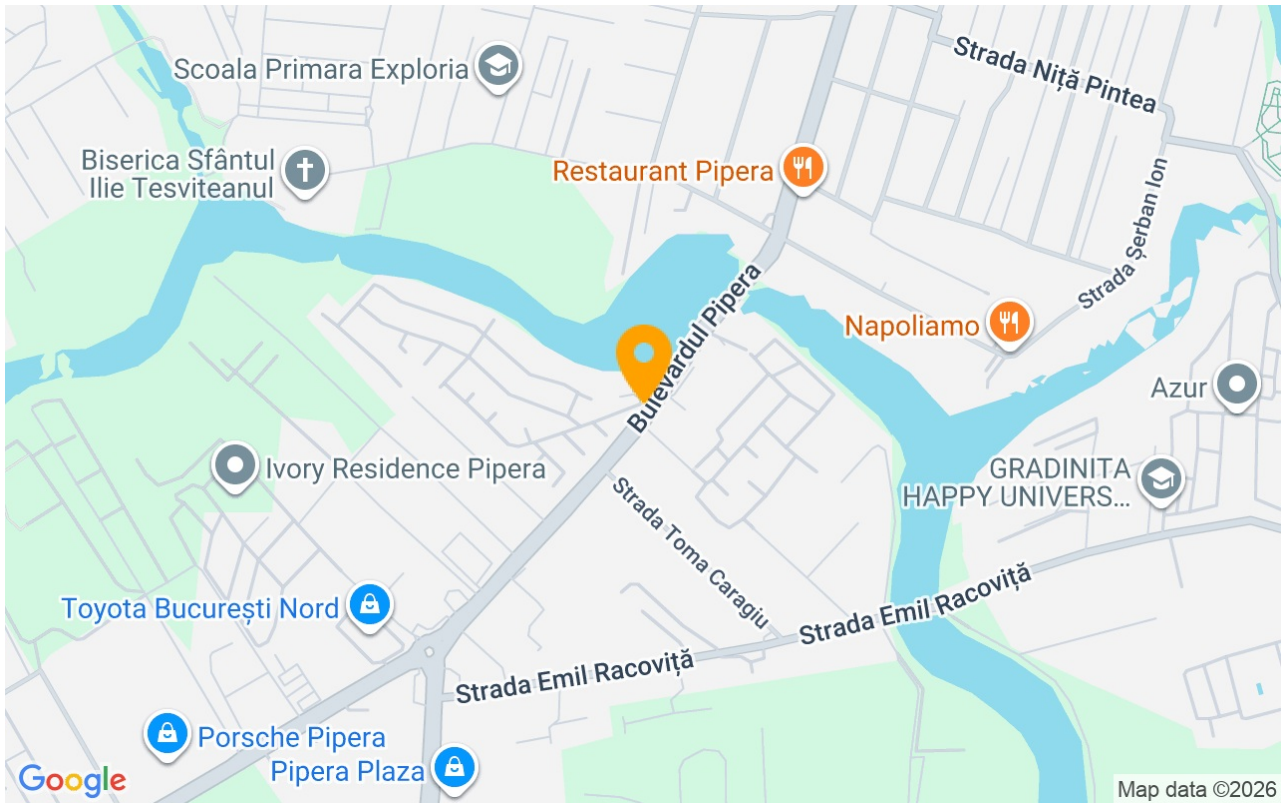 Strada Niță Pintea
Scoala Primara Exploria
Biserica Sfântul
Ilie Tesviteanul
Restaurant Pipera
Strada Șerban Ion
Bulevardul Pipera
Napoliamo
Azur
Ivory Residence Pipera
GRADINITA
HAPPY UNIVERS...
Strada Toma Caragiu
Toyota București Nord
Strada Emil Racoviță
Strada Emil Racoviță
Porsche Pipera
Pipera Plaza
Google
Map data ©2026